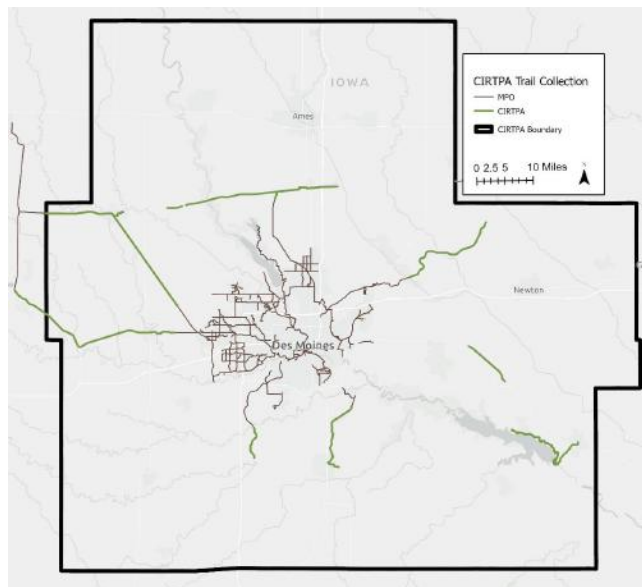 IOWA
CIRTPA Trail Collection
MPO
CIRTPA
CIRTPA Boundary
0 2.5 5 10 Miles
N
Ames
Newton
Des Moines